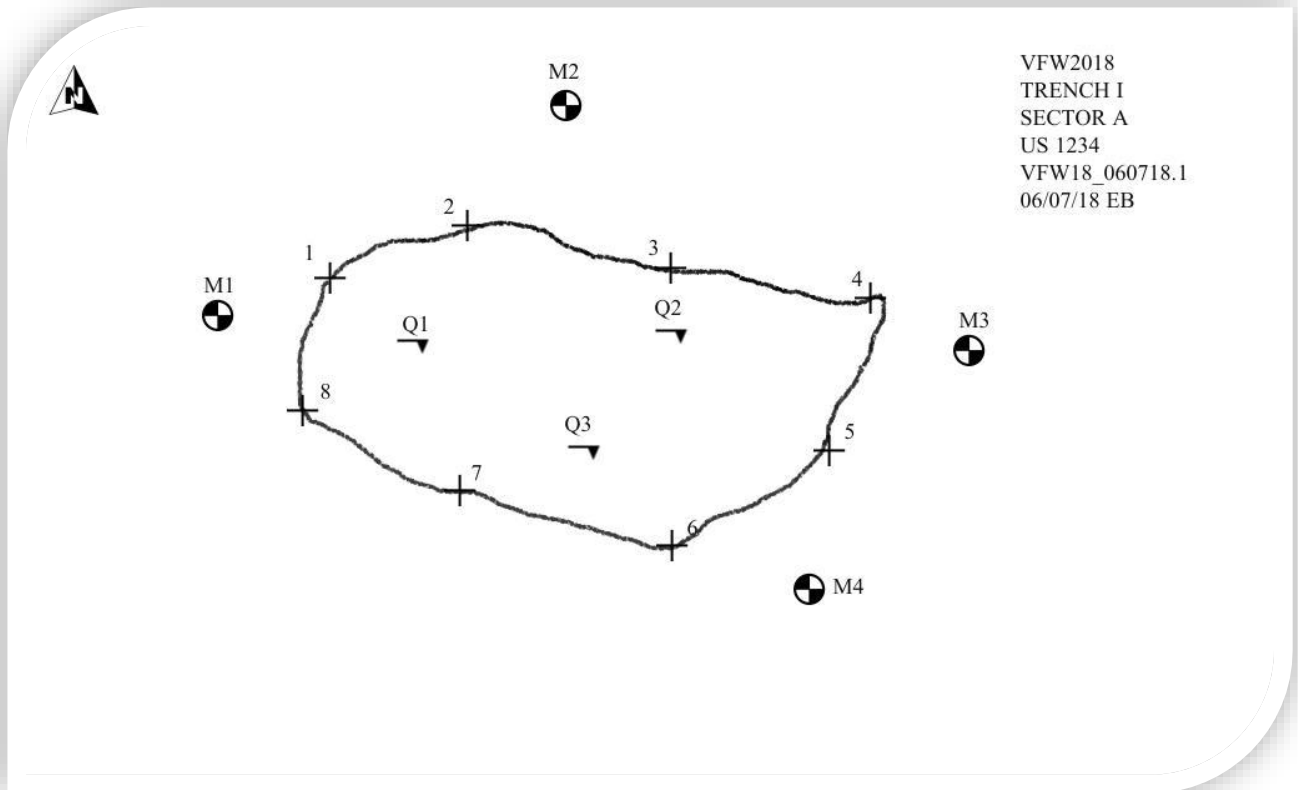 N
M2
VFW2018
TRENCH I
SECTOR A
US 1234
VFW18_060718.1
06/07/18 EB
2
1
3
4
M1
Q1
Q2
M3
8
Q3
5
7
6
M4